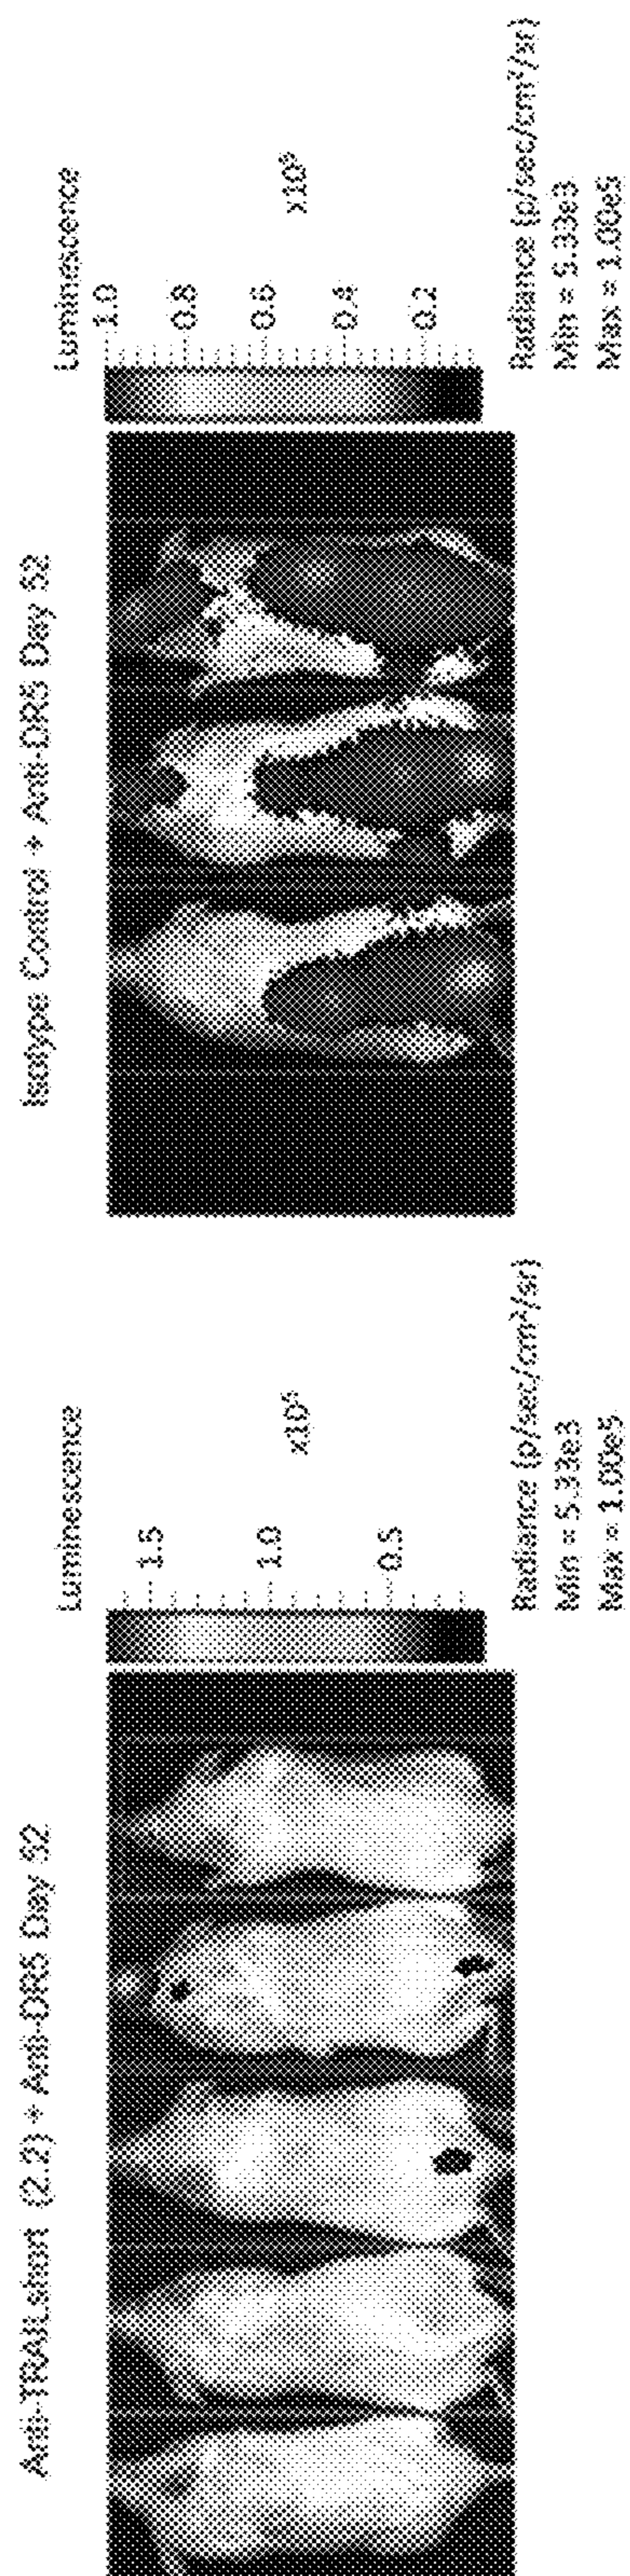 Anti-TRAILshort (2.2) + Anti-DR5 Day 52
Luminescence
1.5
1.0
0.5
x10⁵
Radiance (p/sec/cm²/sr)
Min = 5.33e3
Max = 1.00e5
Isotype Control + Anti-DR5 Day 52
Luminescence
1.0
0.8
0.6
0.4
0.2
Radiance (p/sec/cm²/sr)
Min = 5.33e3
Max = 1.00e5